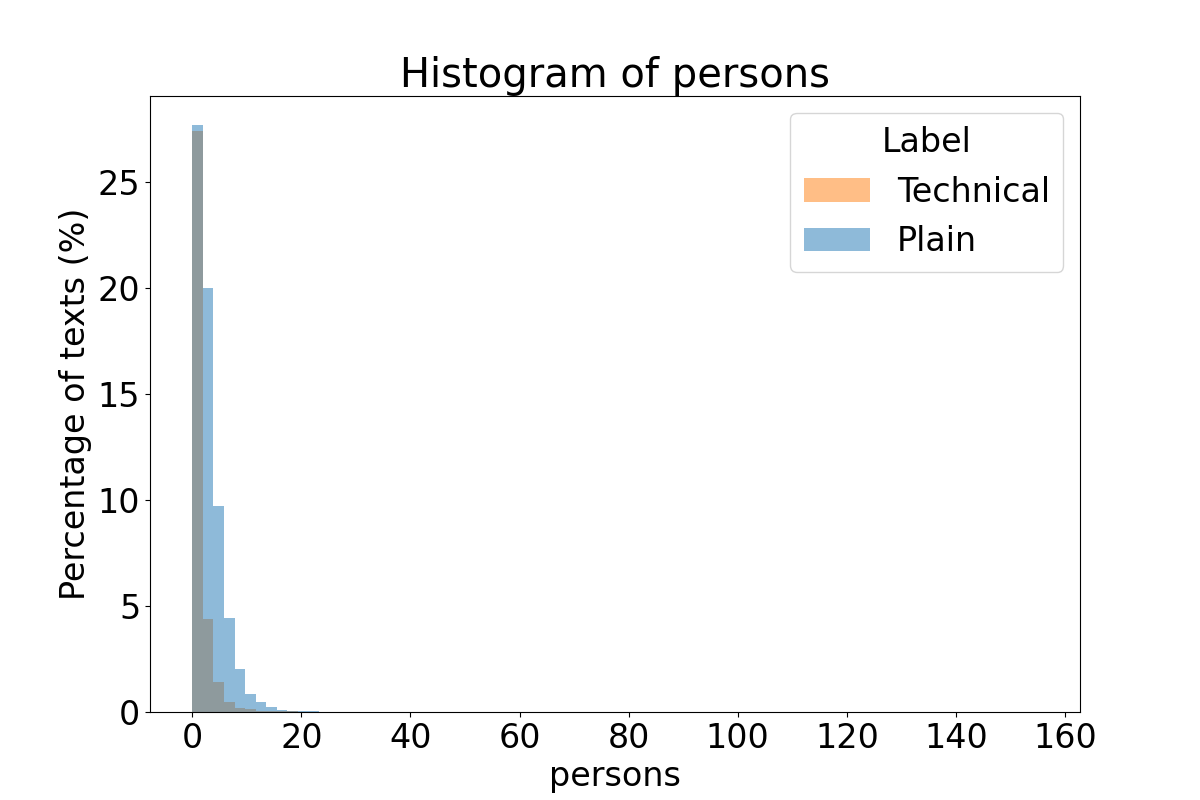 Histogram of persons
Label
Technical
Plain
Percentage of texts (%)
25
20
15
10
5
0
0 20 40 60 80 100 120 140 160
persons